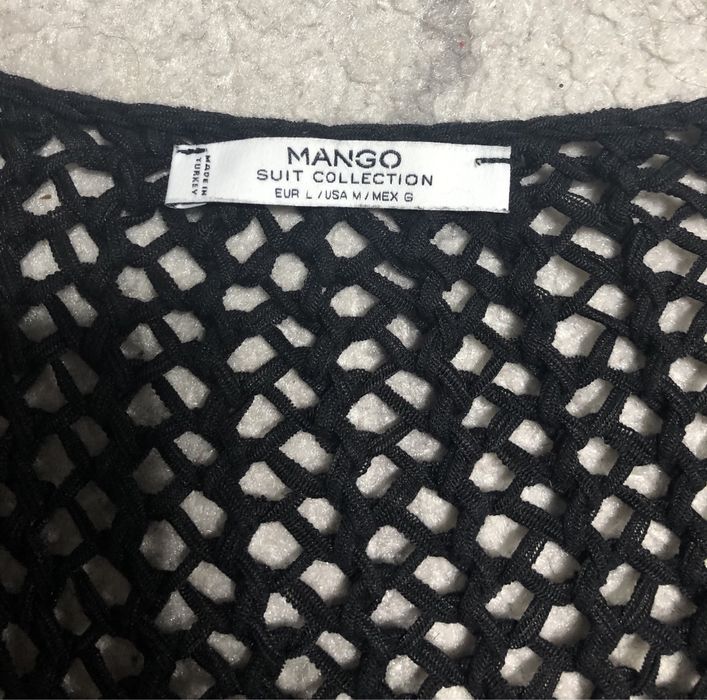 MANGO
SUIT COLLECTION
EUR L / USA M / MEX G
MADE IN
TURKEY